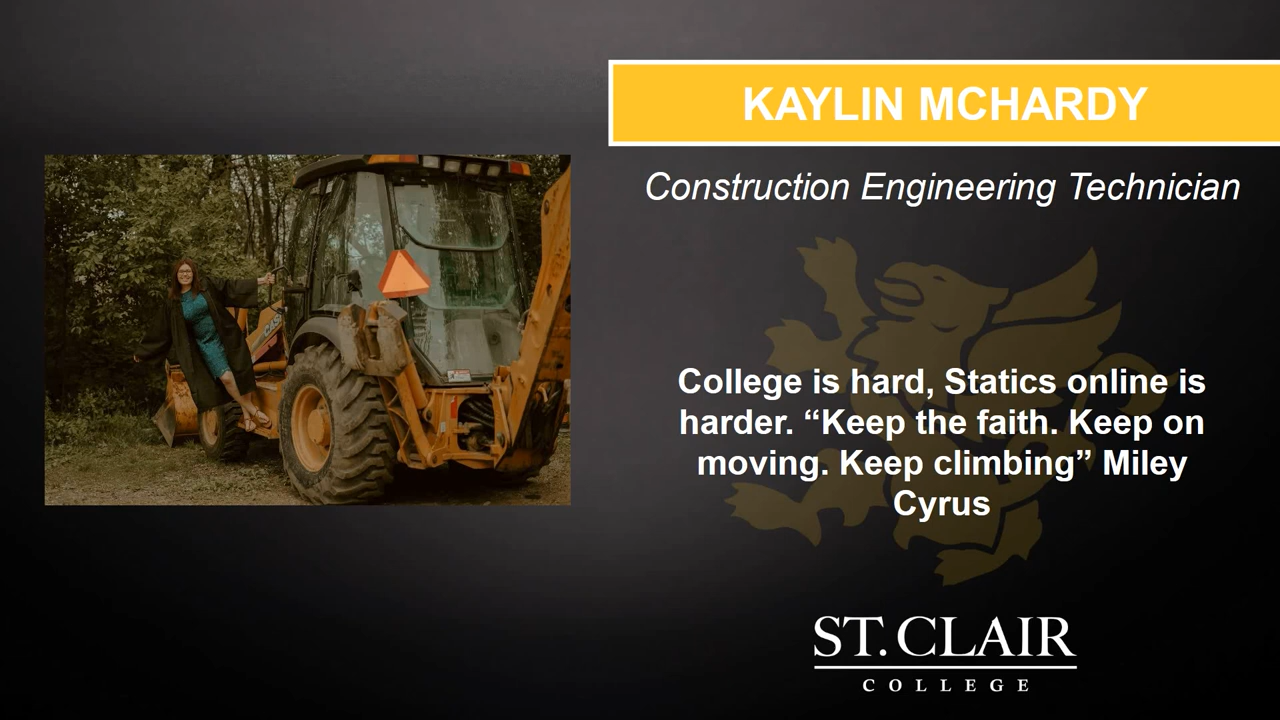 KAYLIN MCHARDY
Construction Engineering Technician
CASE
College is hard, Statics online is
harder. “Keep the faith. Keep on
moving. Keep climbing” Miley
Cyrus
ST. CLAIR
COLLEGE